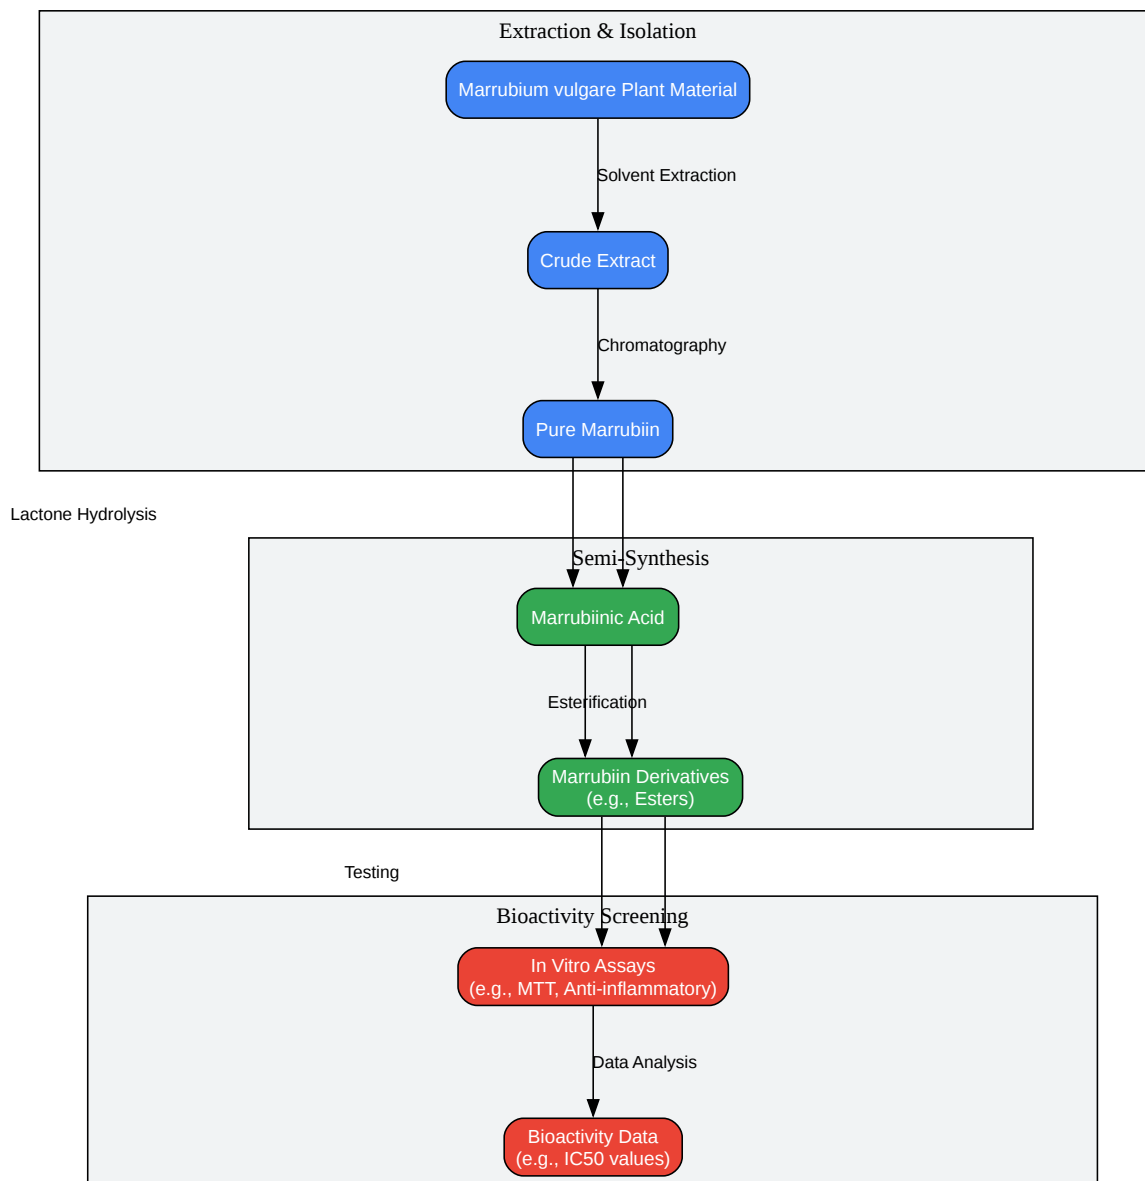 Extraction & Isolation
Marrubium vulgare Plant Material
Solvent Extraction
Crude Extract
Chromatography
Pure Marrubiin
Lactone Hydrolysis
Semi-Synthesis
Marrubiinic Acid
Esterification
Marrubiin Derivatives
(e.g., Esters)
Testing
Bioactivity Screening
In Vitro Assays
(e.g., MTT, Anti-inflammatory)
Data Analysis
Bioactivity Data
(e.g., IC50 values)